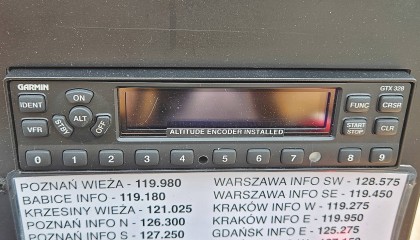 GARMIN
GTX 328
IDENT
ON
ALT
STBY
OFF
VFR
FUNC
CRSR
START
STOP
CLR
ALTITUDE ENCODER INSTALLED
0 1 2 3 4 5 6 7 8 9
POZNAŃ WIEŻA - 119.980
BABICE INFO - 119.180
KRZESINY WIEŻA - 121.025
POZNAŃ INFO N - 126.300
POZNAŃ INFO S - 127.250
WARSZAWA INFO SW - 128.575
WARSZAWA INFO SE - 119.450
KRAKÓW INFO W - 119.275
KRAKÓW INFO E - 119.950
GDAŃSK INFO E - 125.275